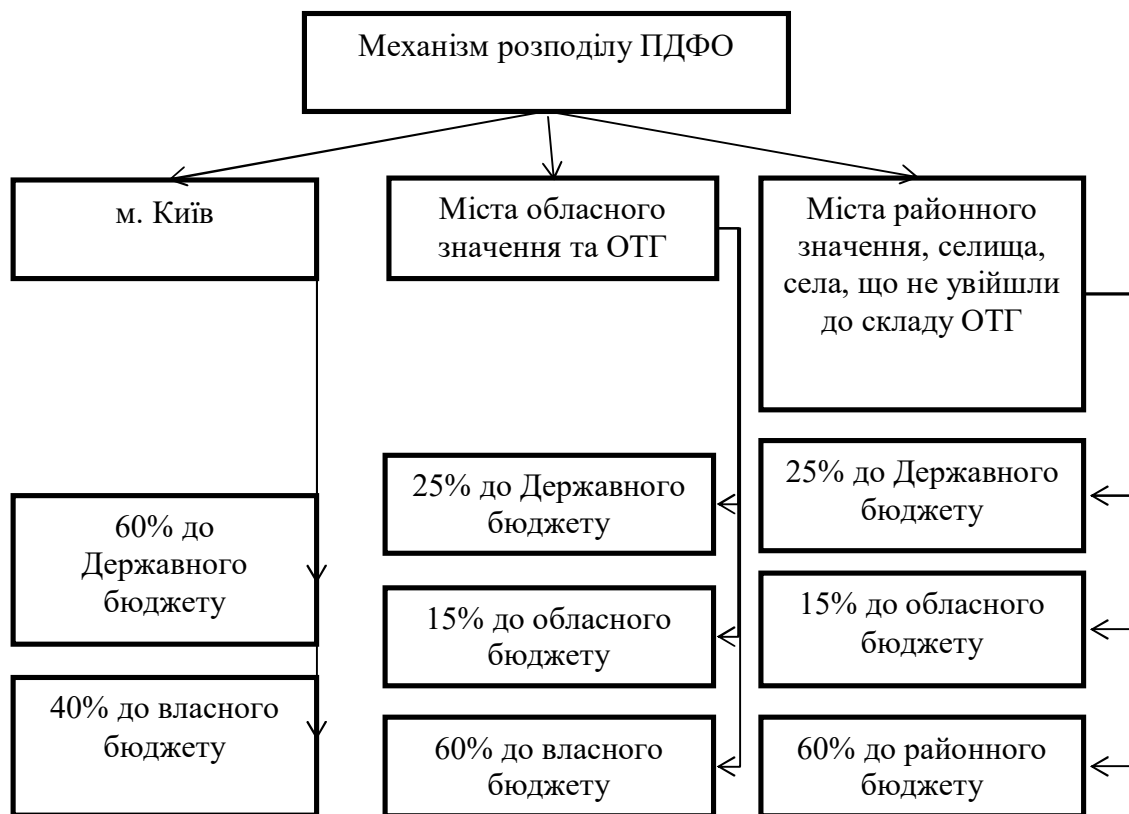 Механізм розподілу ПДФО
м. Київ
Міста обласного
значення та ОТГ
Міста районного
значення, селища,
села, що не увійшли
до складу ОТГ
60% до
Державного
бюджету
40% до власного
бюджету
25% до Державного
бюджету
15% до обласного
бюджету
60% до власного
бюджету
25% до Державного
бюджету
15% до обласного
бюджету
60% до районного
бюджету